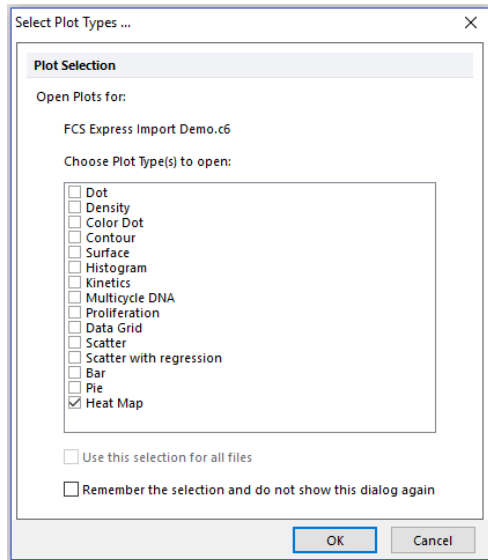 Select Plot Types ...
Plot Selection
Open Plots for:
FCS Express Import Demo.c6
Choose Plot Type(s) to open:
Dot
Density
Color Dot
Contour
Surface
Histogram
Kinetics
Multicycle DNA
Proliferation
Data Grid
Scatter
Scatter with regression
Bar
Pie
Heat Map
Use this selection for all files
Remember the selection and do not show this dialog again
OK Cancel